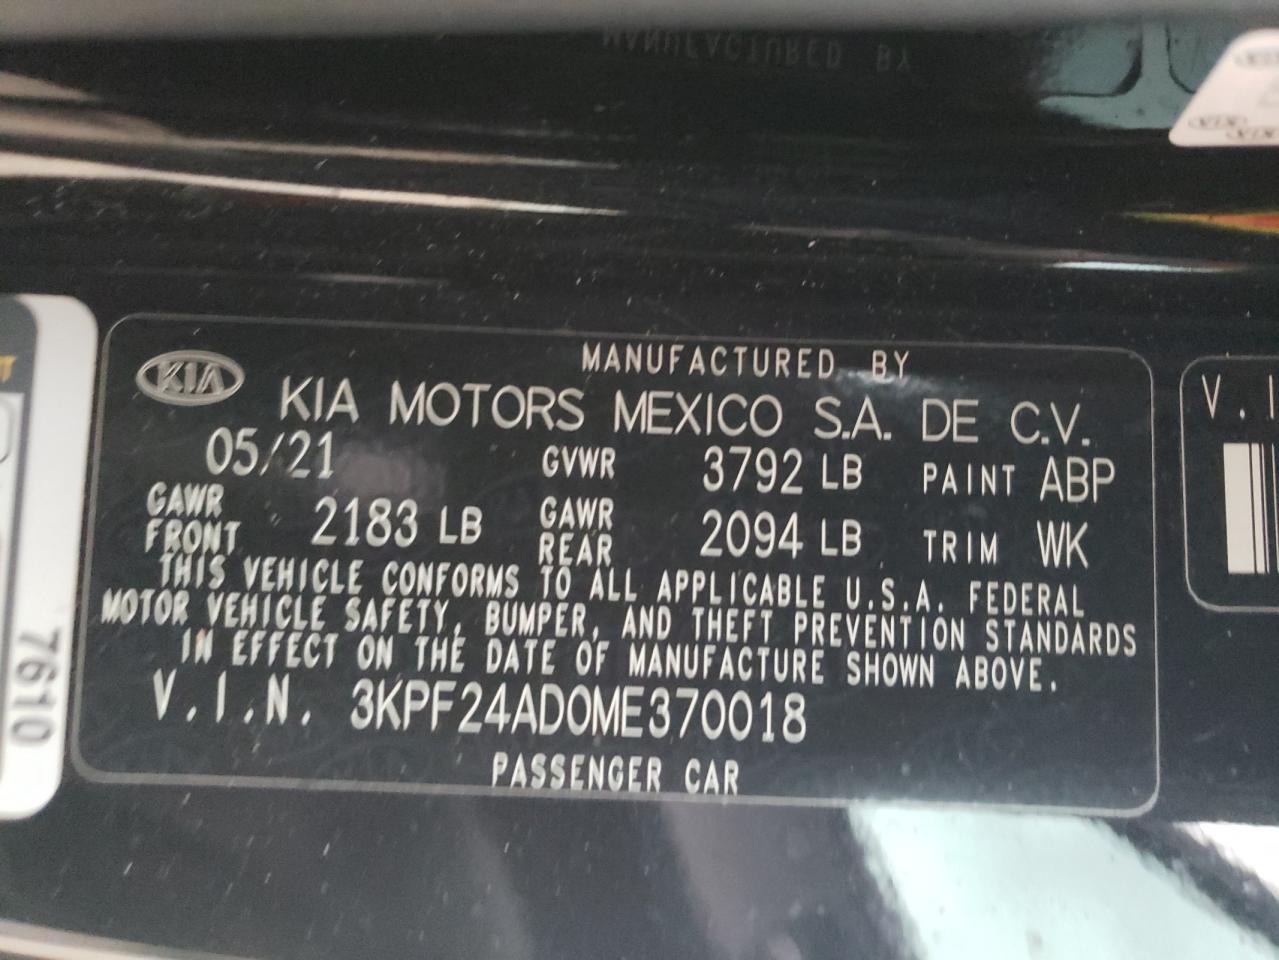 MANUFACTURED BY
KIA
KIA MOTORS MEXICO S.A. DE C.V.
05/21 GVWR 3792 LB PAINT ABP
GAWR FRONT 2183 LB GAWR REAR 2094 LB TRIM WK
THIS VEHICLE CONFORMS TO ALL APPLICABLE U.S.A. FEDERAL
MOTOR VEHICLE SAFETY, BUMPER, AND THEFT PREVENTION STANDARDS
IN EFFECT ON THE DATE OF MANUFACTURE SHOWN ABOVE.
V.I.N. 3KPF24AD0ME370018
PASSENGER CAR
7610
V.I